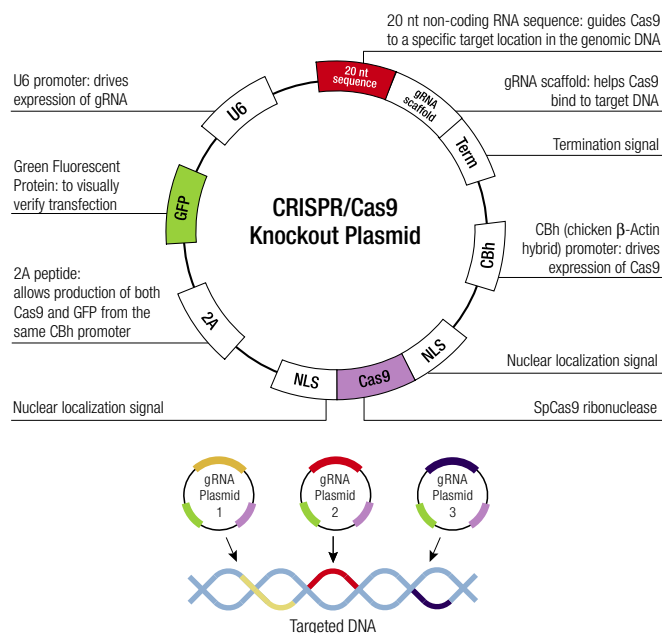 20 nt non-coding RNA sequence: guides Cas9
to a specific target location in the genomic DNA
U6 promoter: drives
expression of gRNA
gRNA scaffold: helps Cas9
bind to target DNA
Termination signal
Green Fluorescent
Protein: to visually
verify transfection
CBh (chicken β-Actin
hybrid) promoter: drives
expression of Cas9
2A peptide:
allows production of both
Cas9 and GFP from the
same CBh promoter
Nuclear localization signal
Nuclear localization signal
SpCas9 ribonuclease
CRISPR/Cas9
Knockout Plasmid
20 nt
sequence
gRNA
scaffold
Term
CBh
NLS
Cas9
NLS
2A
GFP
U6
gRNA
Plasmid
1
gRNA
Plasmid
2
gRNA
Plasmid
3
Targeted DNA